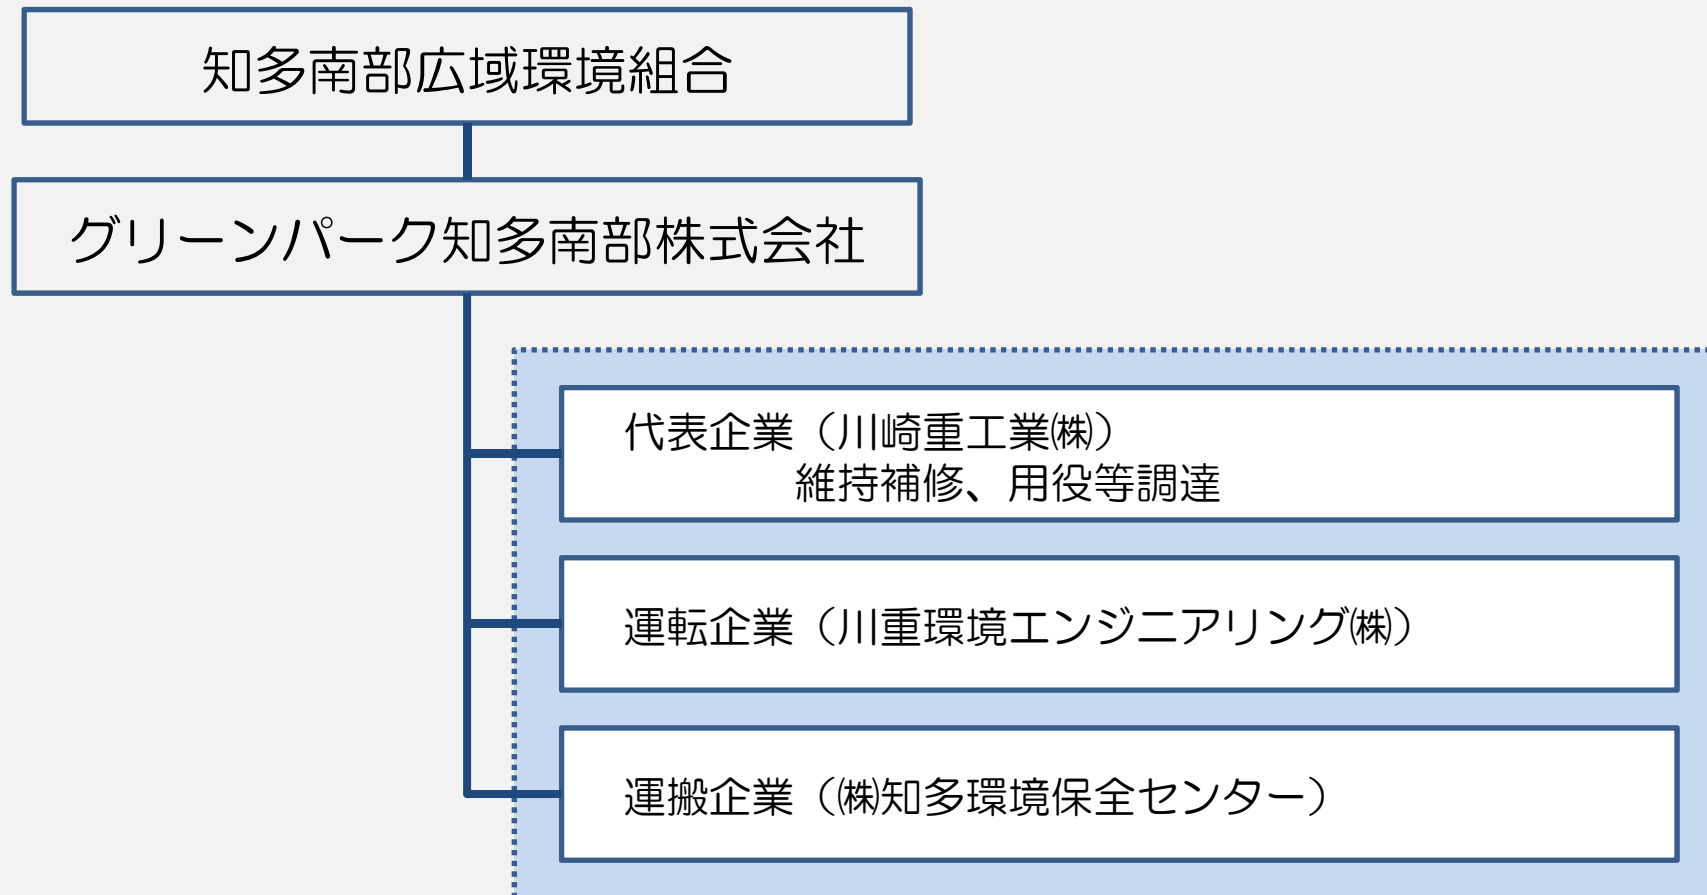 知多南部広域環境組合
グリーンパーク知多南部株式会社
代表企業（川崎重工業㈱）
維持補修、用役等調達
運転企業（川重環境エンジニアリング㈱）
運搬企業（㈱知多環境保全センター）